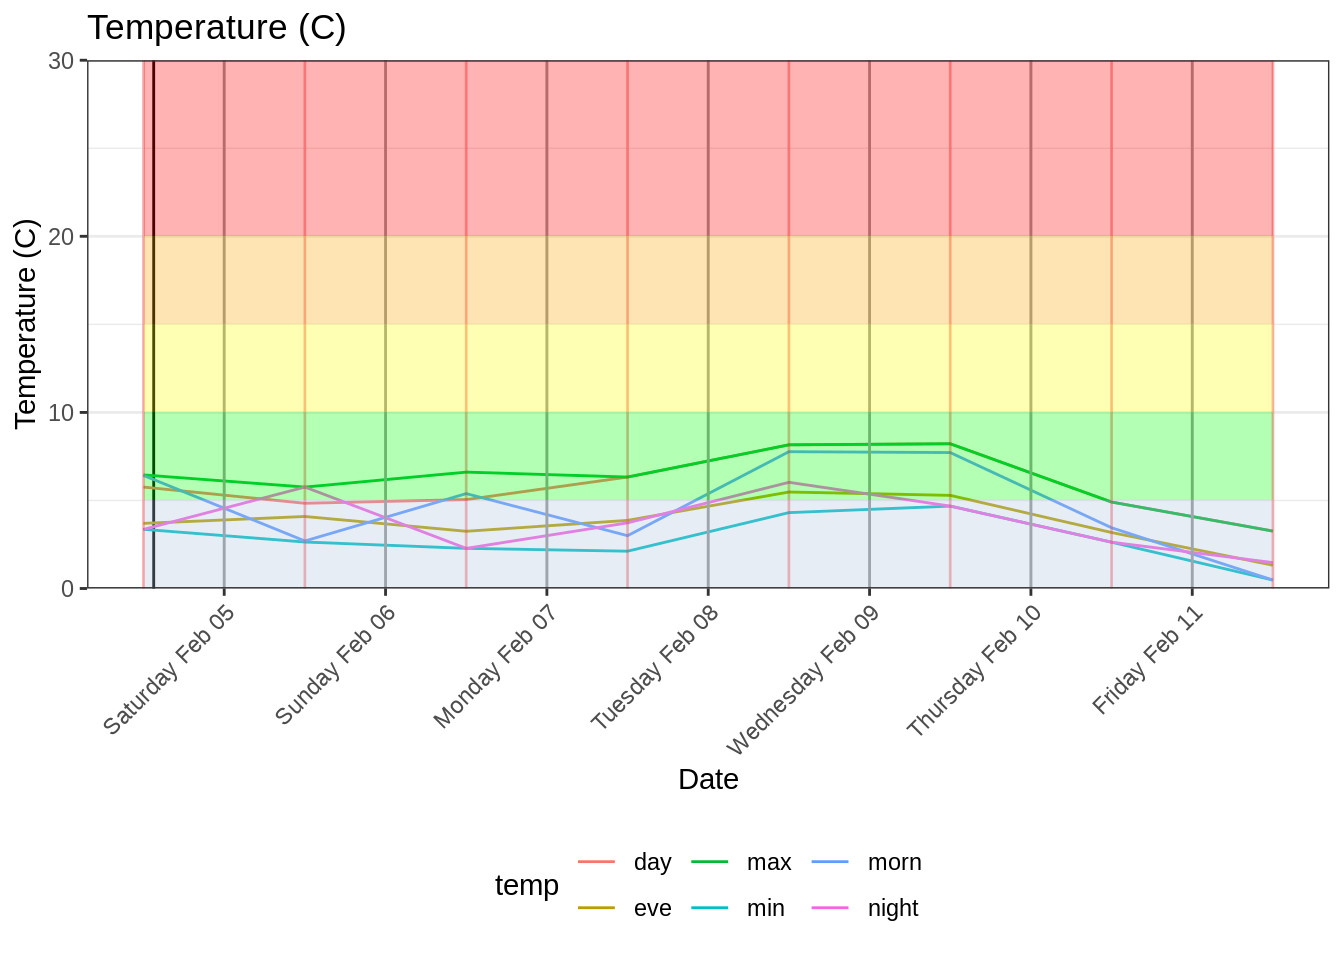 Temperature (C)
30
20
10
0
Temperature (C)
Saturday Feb 05
Sunday Feb 06
Monday Feb 07
Tuesday Feb 08
Wednesday Feb 09
Thursday Feb 10
Friday Feb 11
Date
temp
day
max
morn
eve
min
night